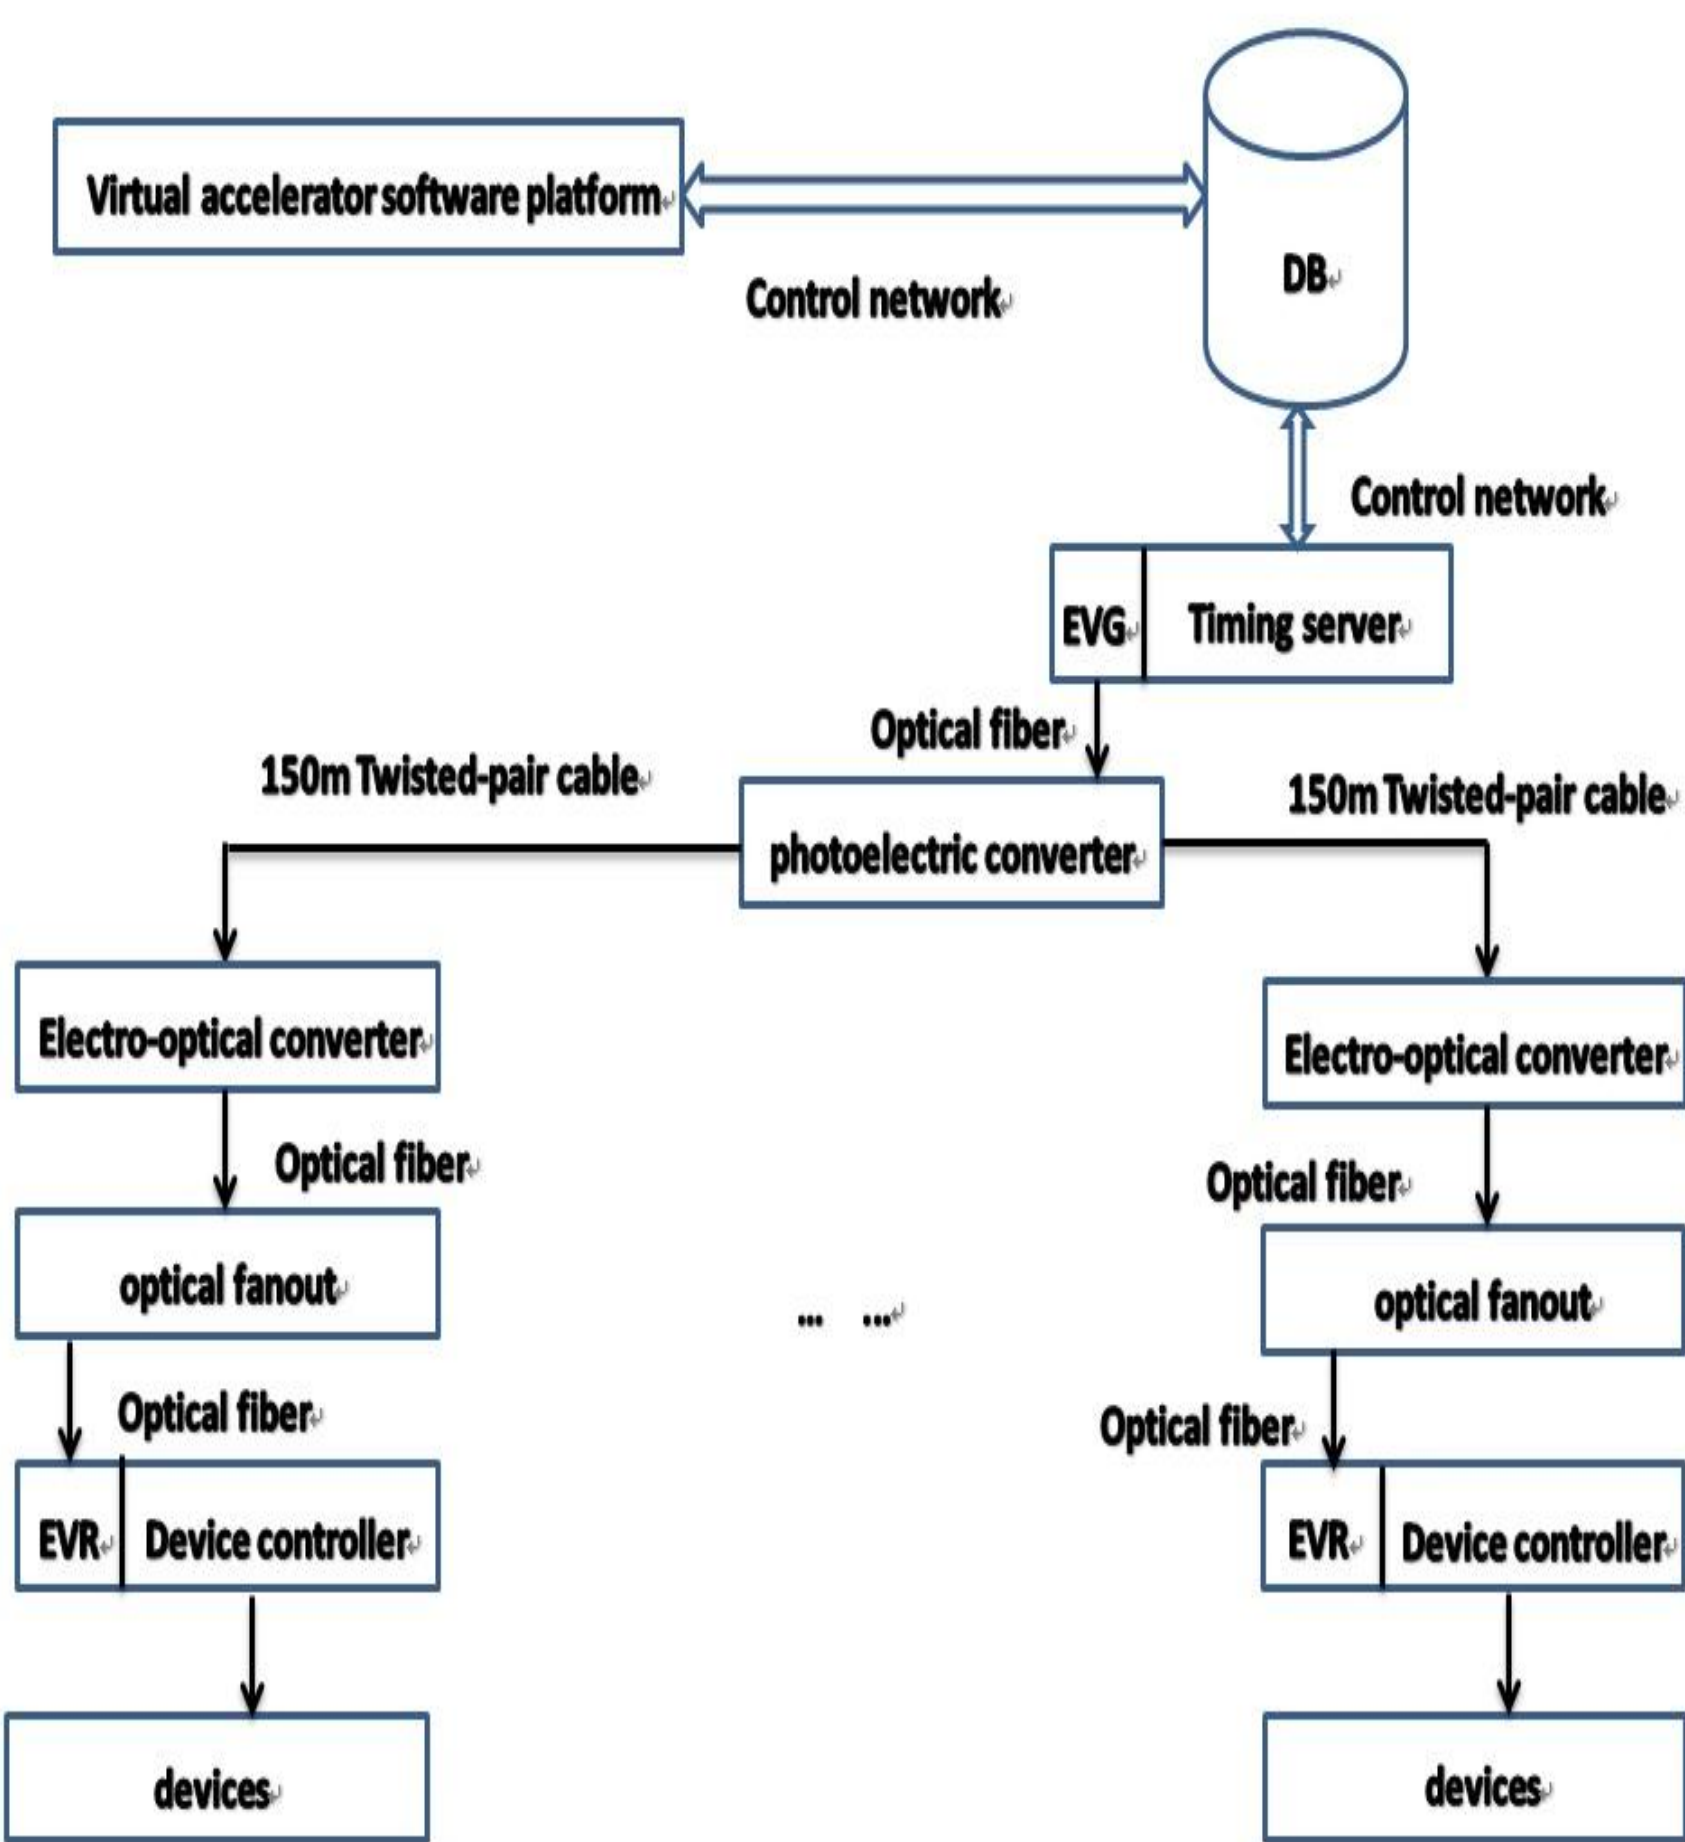 Virtual accelerator software platform
Control network
DB
Control network
EVG
Timing server
Optical fiber
150m Twisted-pair cable
150m Twisted-pair cable
photoelectric converter
Electro-optical converter
Electro-optical converter
Optical fiber
Optical fiber
optical fanout
optical fanout
... ...
Optical fiber
Optical fiber
EVR
Device controller
EVR
Device controller
devices
devices